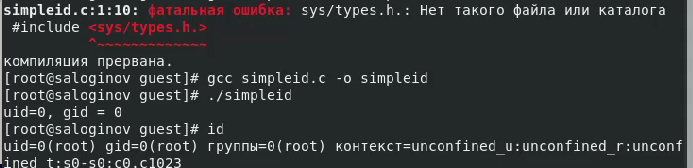 simpleid.c:1:10: фатальная ошибка: sys/types.h.: Нет такого файла или каталога
#include <sys/types.h.>
^~~~~~~~~~~~~~
компиляция прервана.
[root@saloginov guest]# gcc simpleid.c -o simpleid
[root@saloginov guest]# ./simpleid
uid=0, gid = 0
[root@saloginov guest]# id
uid=0(root) gid=0(root) группы=0(root) контекст=unconfined_u:unconfined_r:unconf
ined_t:s0-s0:c0.c1023